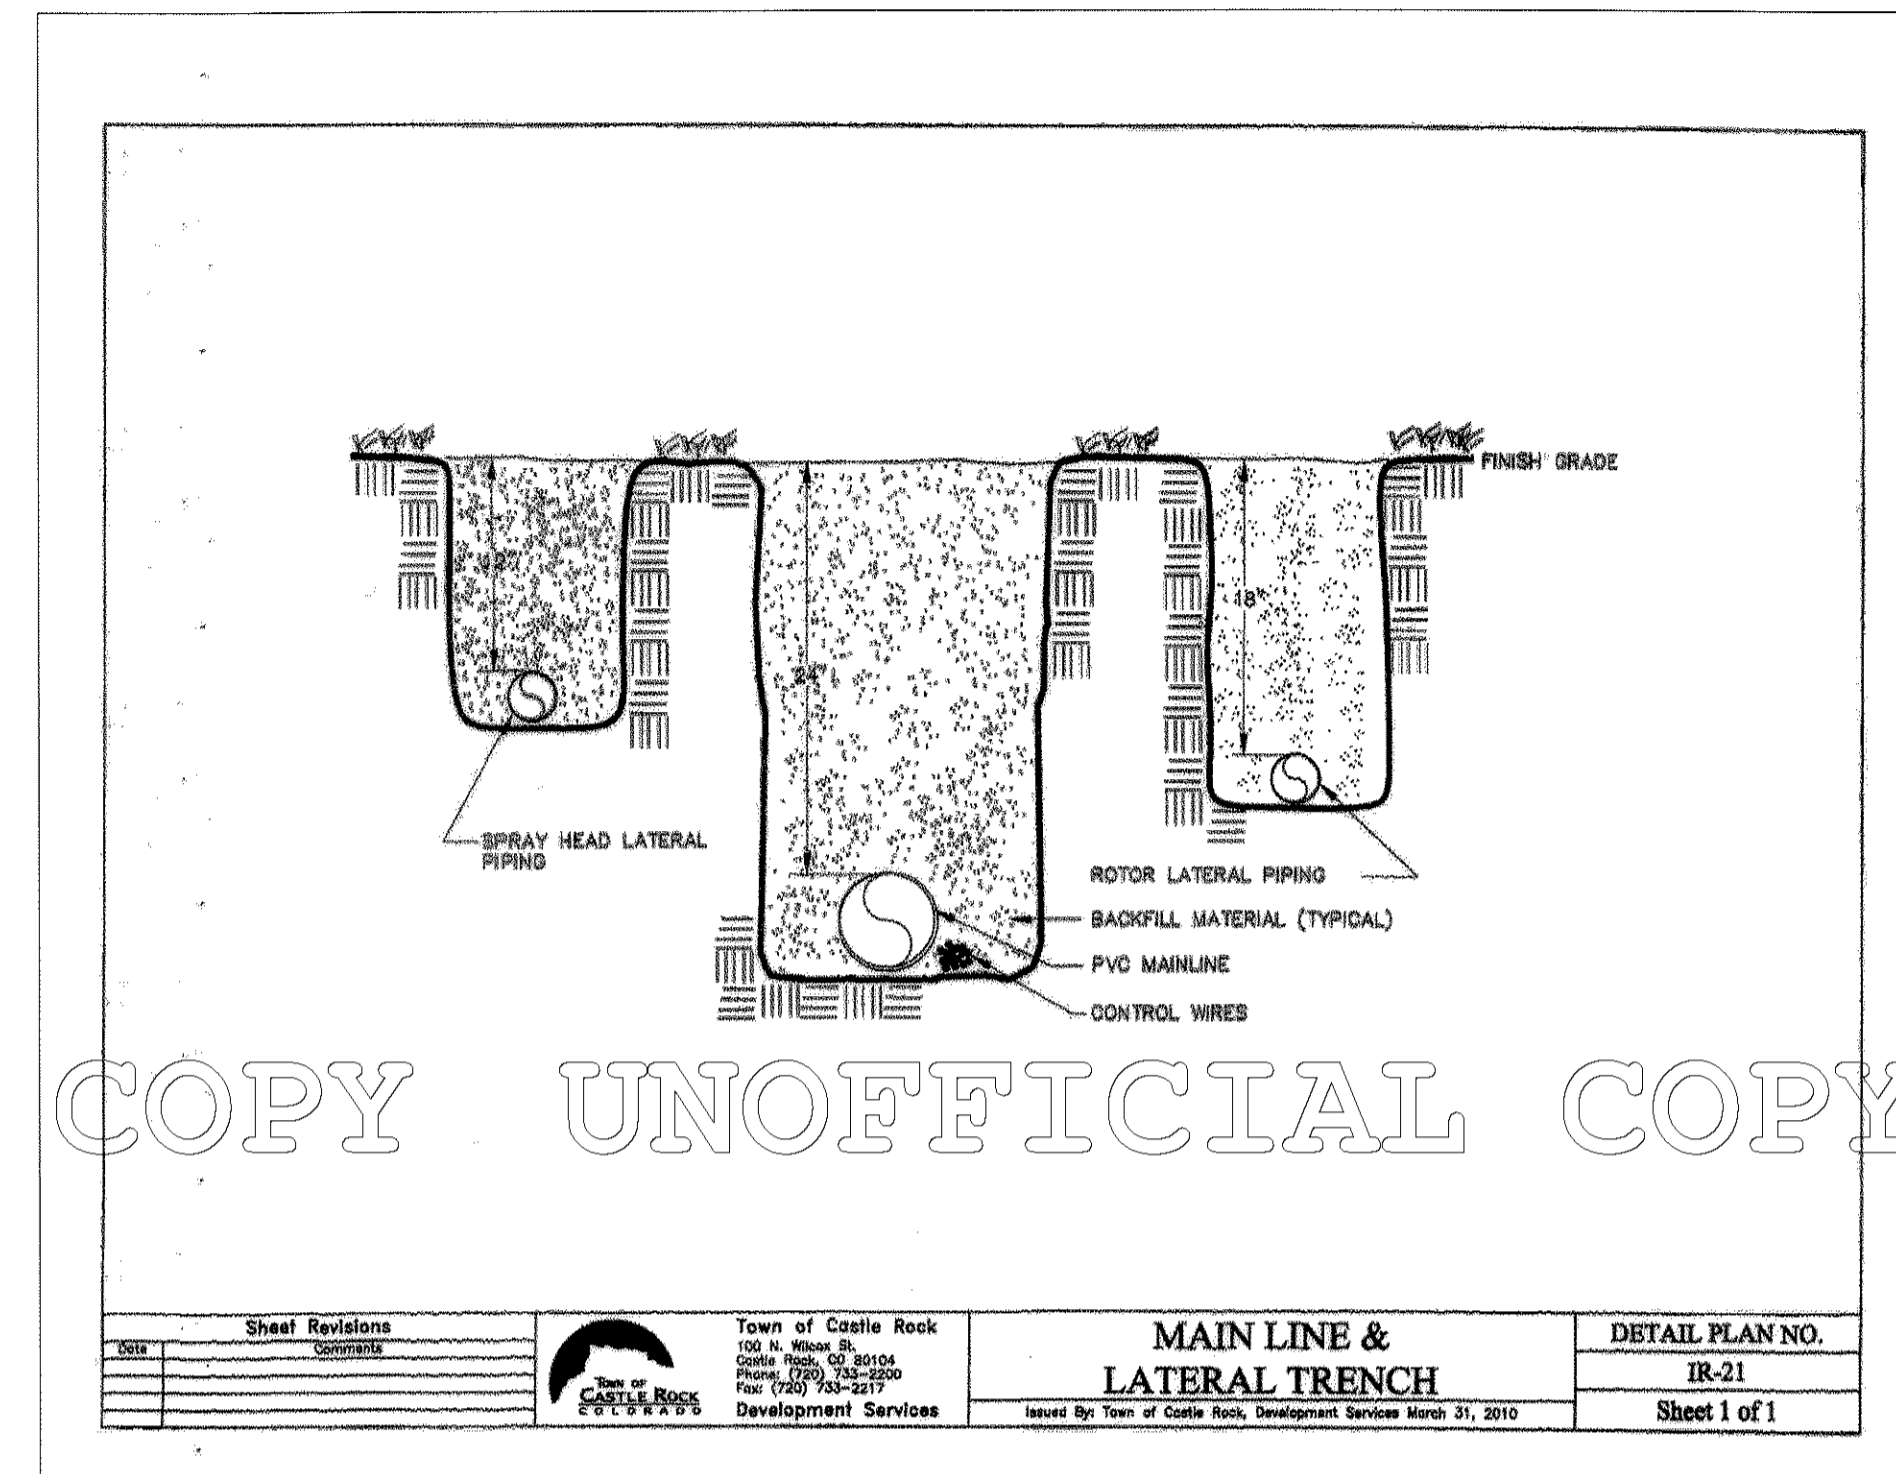 FINISH GRADE
24"
18"
SPRAY HEAD LATERAL
PIPING
ROTOR LATERAL PIPING
BACKFILL MATERIAL (TYPICAL)
PVC MAINLINE
CONTROL WIRES
COPY UNOFFICIAL COPY
Sheet Revisions
Date Comments
TOWN OF
CASTLE ROCK
COLORADO
Town of Castle Rock
100 N. Wilcox St.
Castle Rock, CO 80104
Phone: (720) 733-2200
Fax: (720) 733-2217
Development Services
MAIN LINE &
LATERAL TRENCH
Issued By: Town of Castle Rock, Development Services March 31, 2010
DETAIL PLAN NO.
IR-21
Sheet 1 of 1